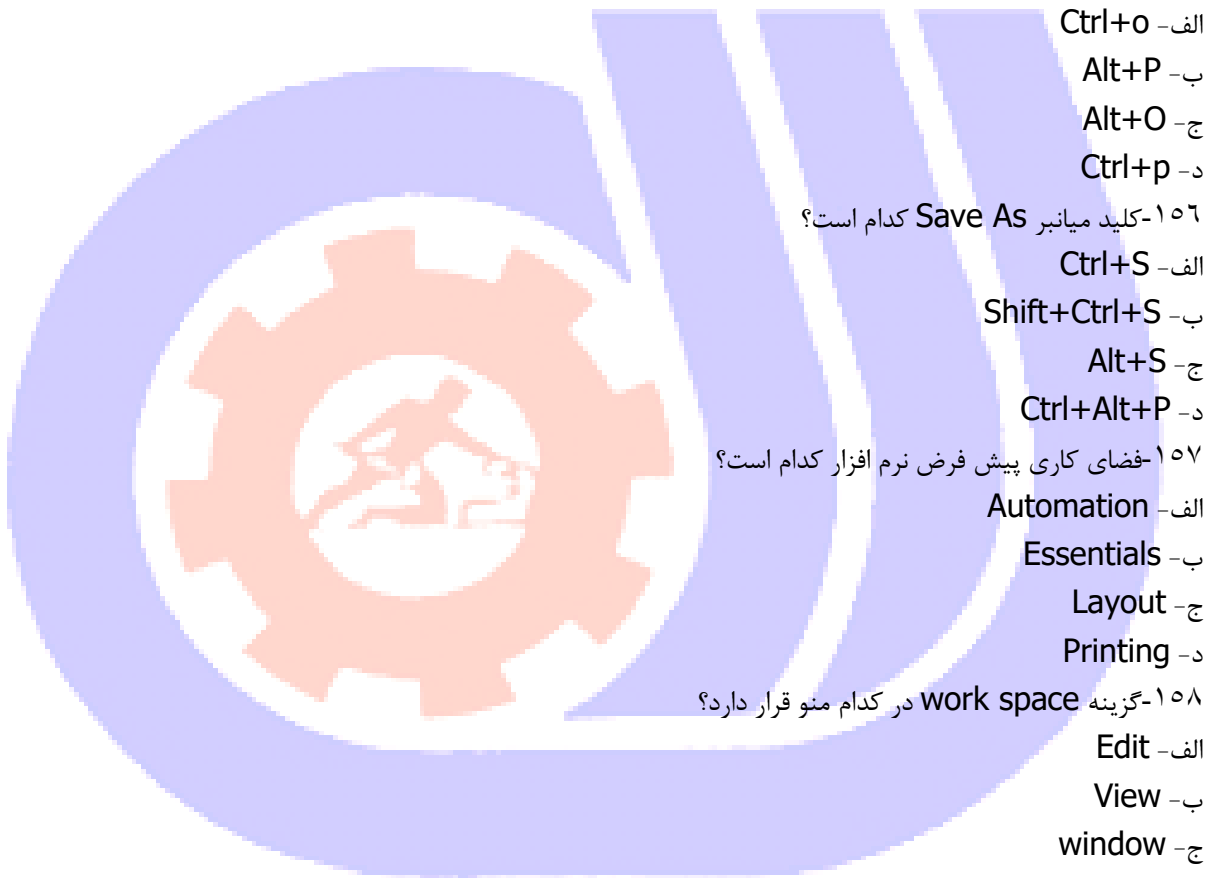 الف- Ctrl+o
ب- Alt+P
ج- Alt+O
د- Ctrl+p
۱۵۶-کلید میانبر Save As کدام است؟
الف- Ctrl+S
ب- Shift+Ctrl+S
ج- Alt+S
د- Ctrl+Alt+P
۱۵۷-فضای کاری پیش فرض نرم افزار کدام است؟
الف- Automation
ب- Essentials
ج- Layout
د- Printing
۱۵۸-گزینه work space در کدام منو قرار دارد؟
الف- Edit
ب- View
ج- window